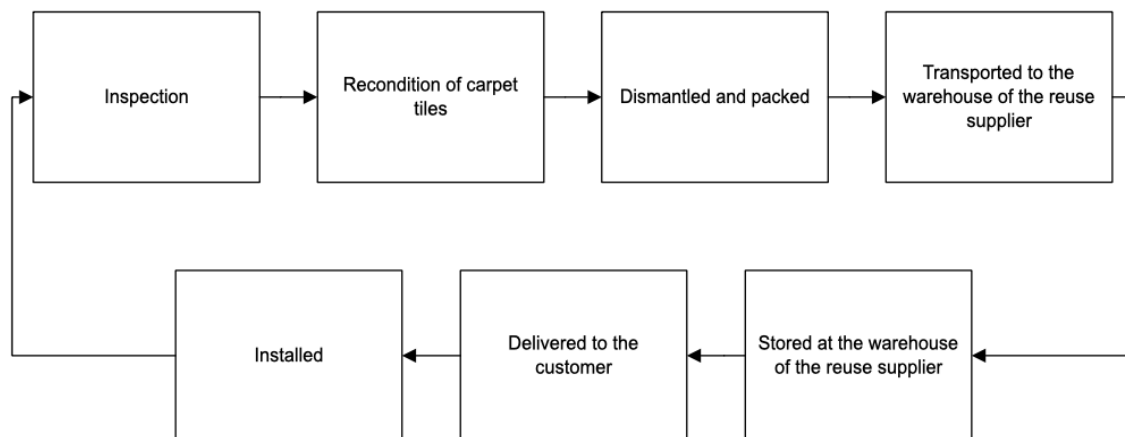 Inspection
Recondition of carpet
tiles
Dismantled and packed
Transported to the
warehouse of the reuse
supplier
Installed
Delivered to the
customer
Stored at the warehouse
of the reuse supplier